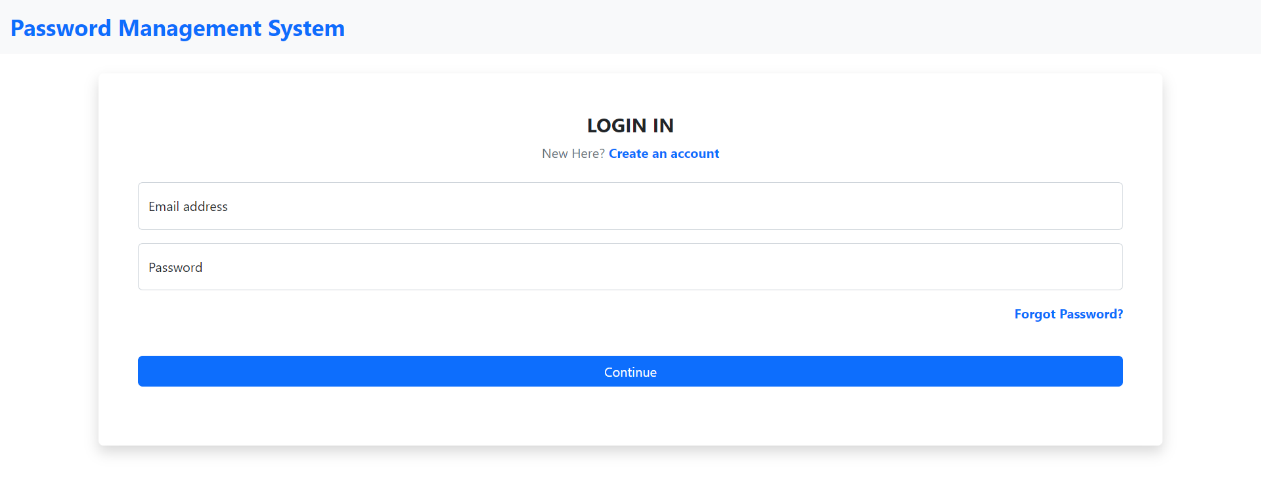 Password Management System
LOGIN IN
New Here? Create an account
Email address
Password
Forgot Password?
Continue